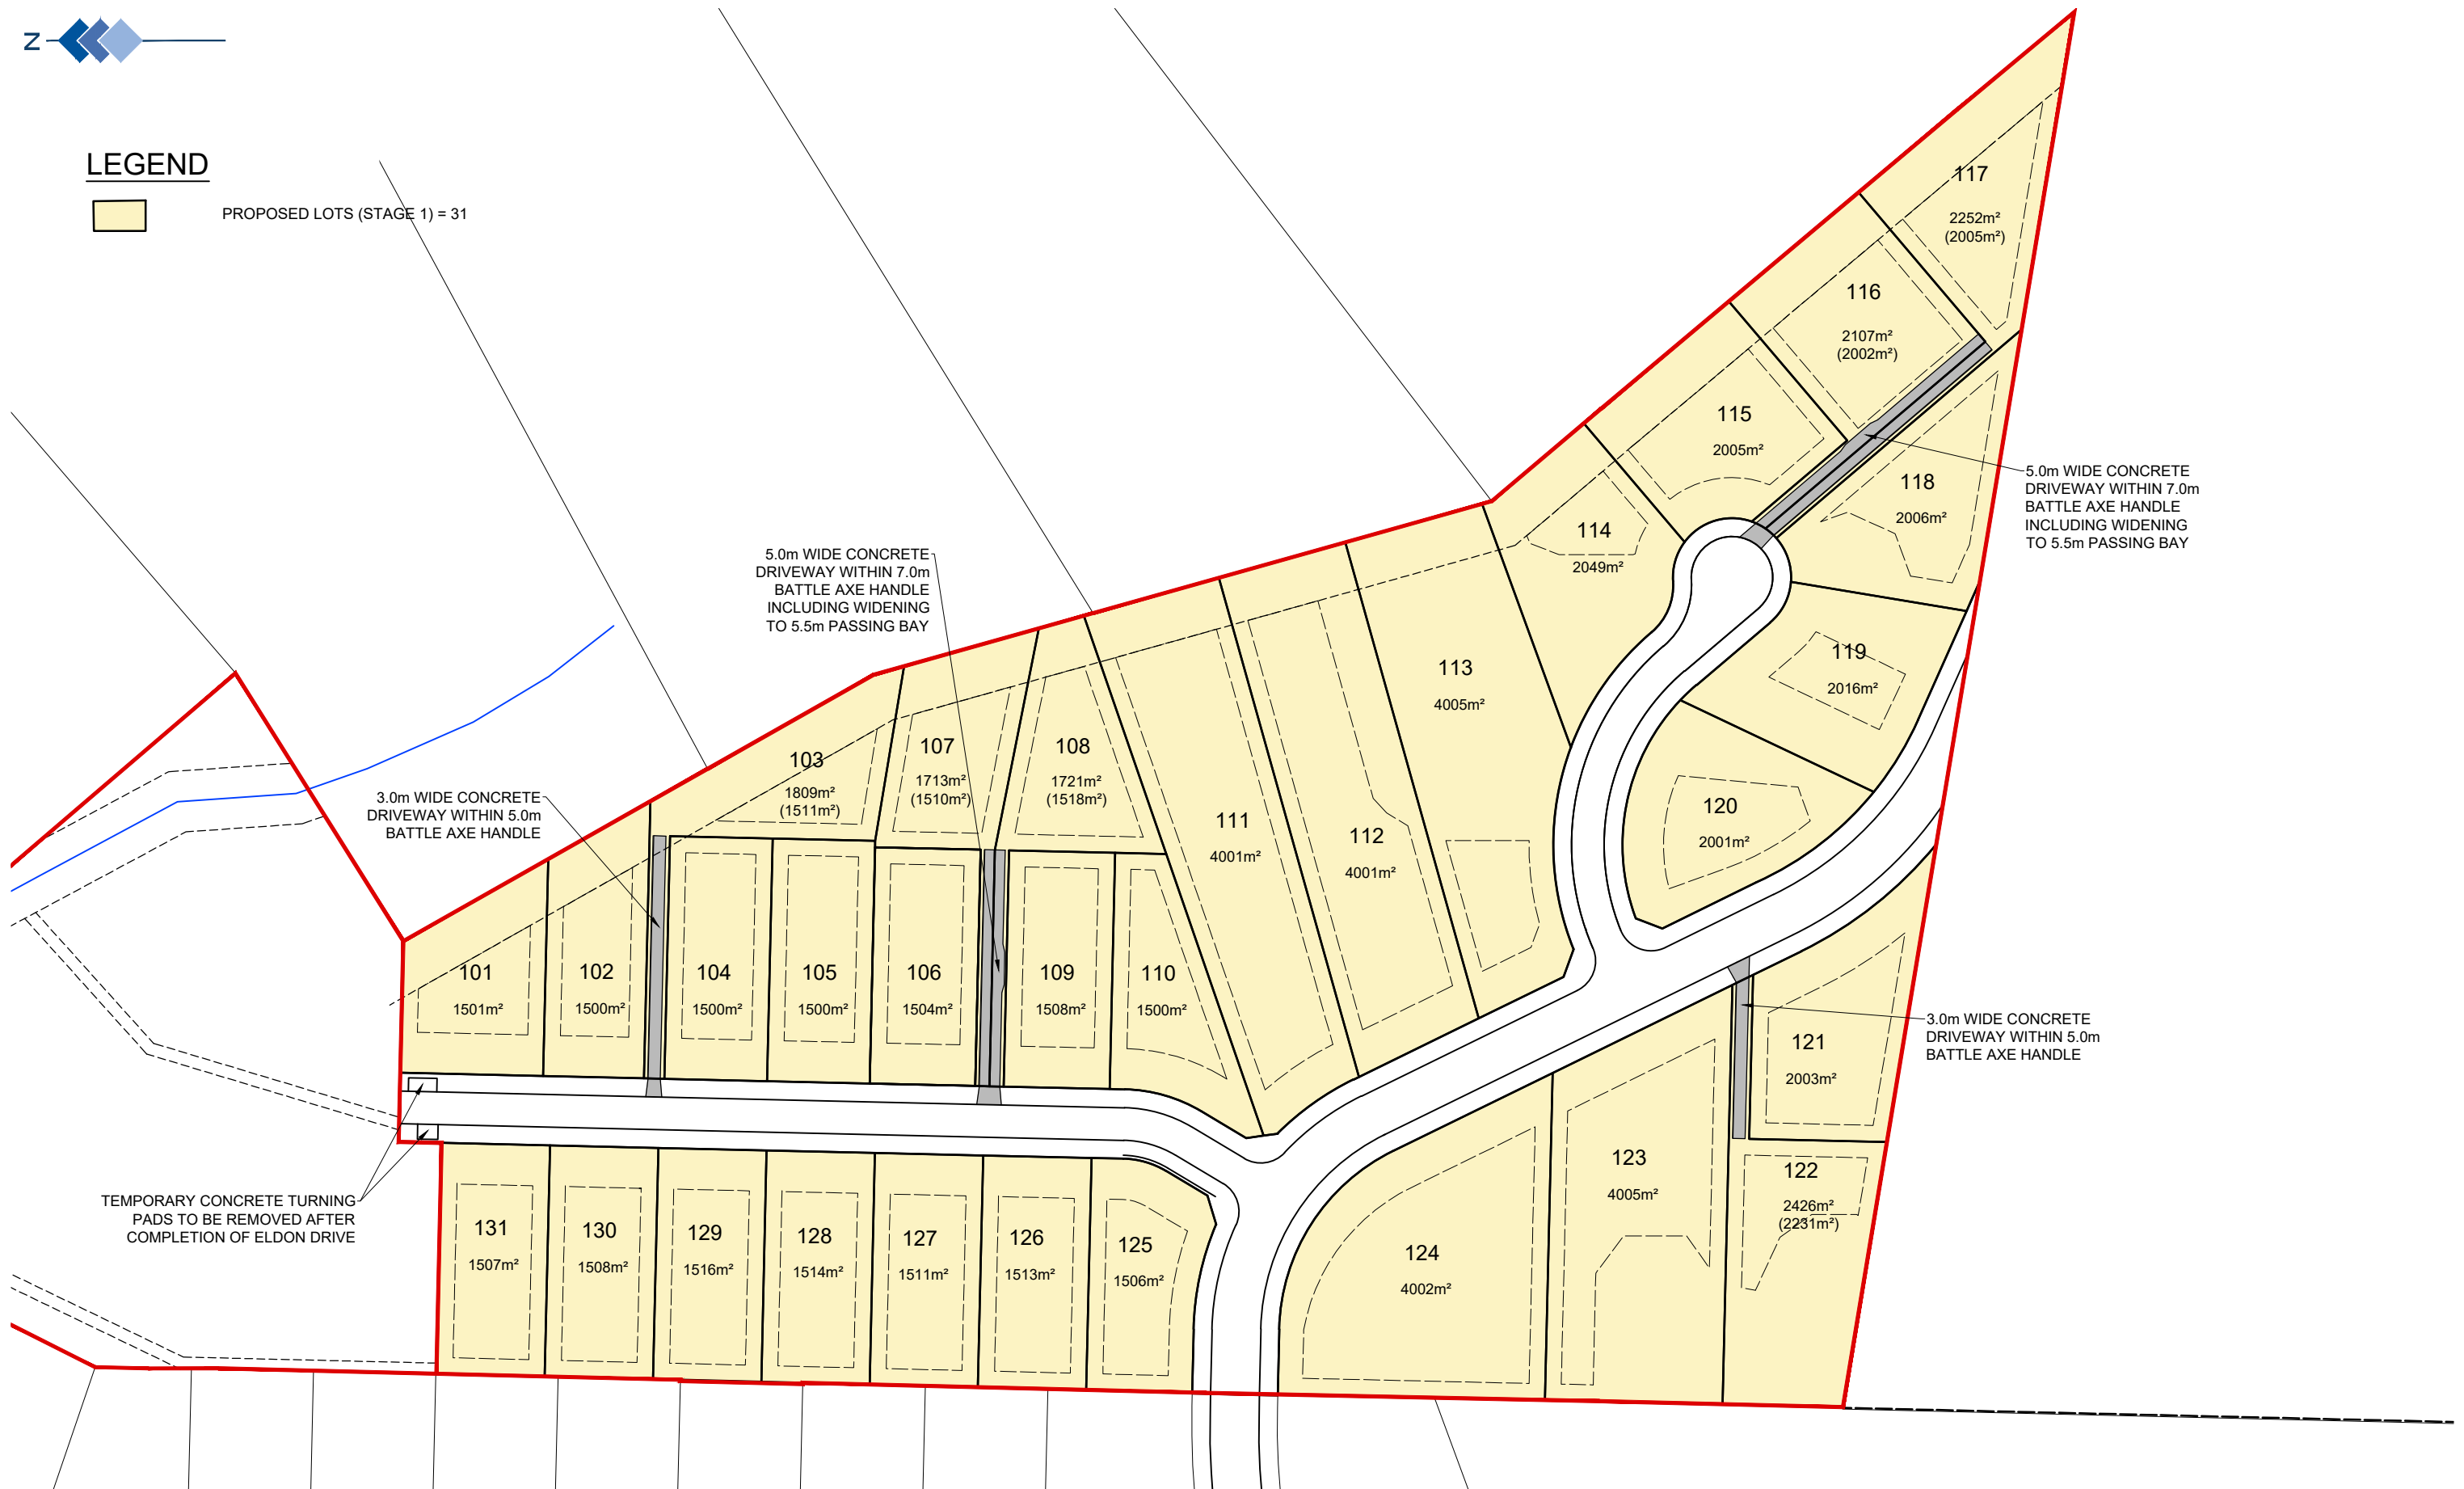 Z
LEGEND
PROPOSED LOTS (STAGE 1) = 31
117
2252m²
(2005m²)
116
2107m²
(2002m²)
115
2005m²
118
2006m²
5.0m WIDE CONCRETE
DRIVEWAY WITHIN 7.0m
BATTLE AXE HANDLE
INCLUDING WIDENING
TO 5.5m PASSING BAY
114
2049m²
5.0m WIDE CONCRETE
DRIVEWAY WITHIN 7.0m
BATTLE AXE HANDLE
INCLUDING WIDENING
TO 5.5m PASSING BAY
113
4005m²
119
2016m²
103
1809m²
(1511m²)
107
1713m²
(1510m²)
108
1721m²
(1518m²)
3.0m WIDE CONCRETE
DRIVEWAY WITHIN 5.0m
BATTLE AXE HANDLE
111
4001m²
112
4001m²
120
2001m²
101
1501m²
102
1500m²
104
1500m²
105
1500m²
106
1504m²
109
1508m²
110
1500m²
3.0m WIDE CONCRETE
DRIVEWAY WITHIN 5.0m
BATTLE AXE HANDLE
121
2003m²
123
4005m²
122
2426m²
(2231m²)
TEMPORARY CONCRETE TURNING
PADS TO BE REMOVED AFTER
COMPLETION OF ELDON DRIVE
131
1507m²
130
1508m²
129
1516m²
128
1514m²
127
1511m²
126
1513m²
125
1506m²
124
4002m²